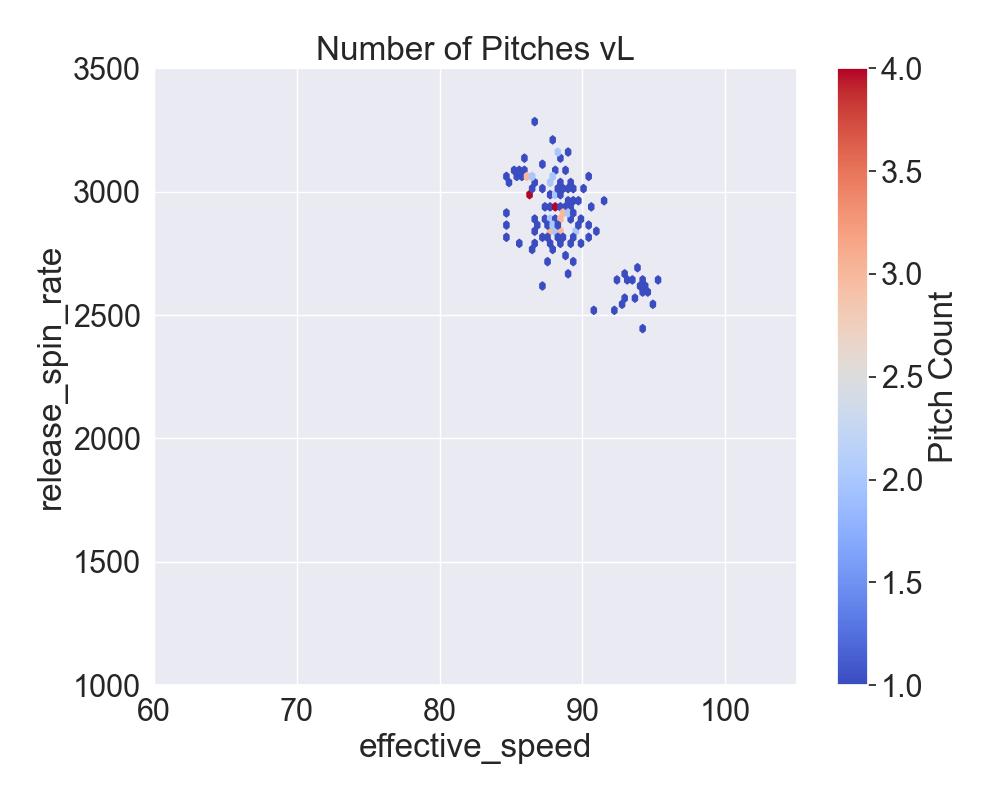 Number of Pitches vL
3500
3000
2500
2000
1500
1000
release_spin_rate
60 70 80 90 100
effective_speed
4.0
3.5
3.0
2.5
2.0
1.5
1.0
Pitch Count